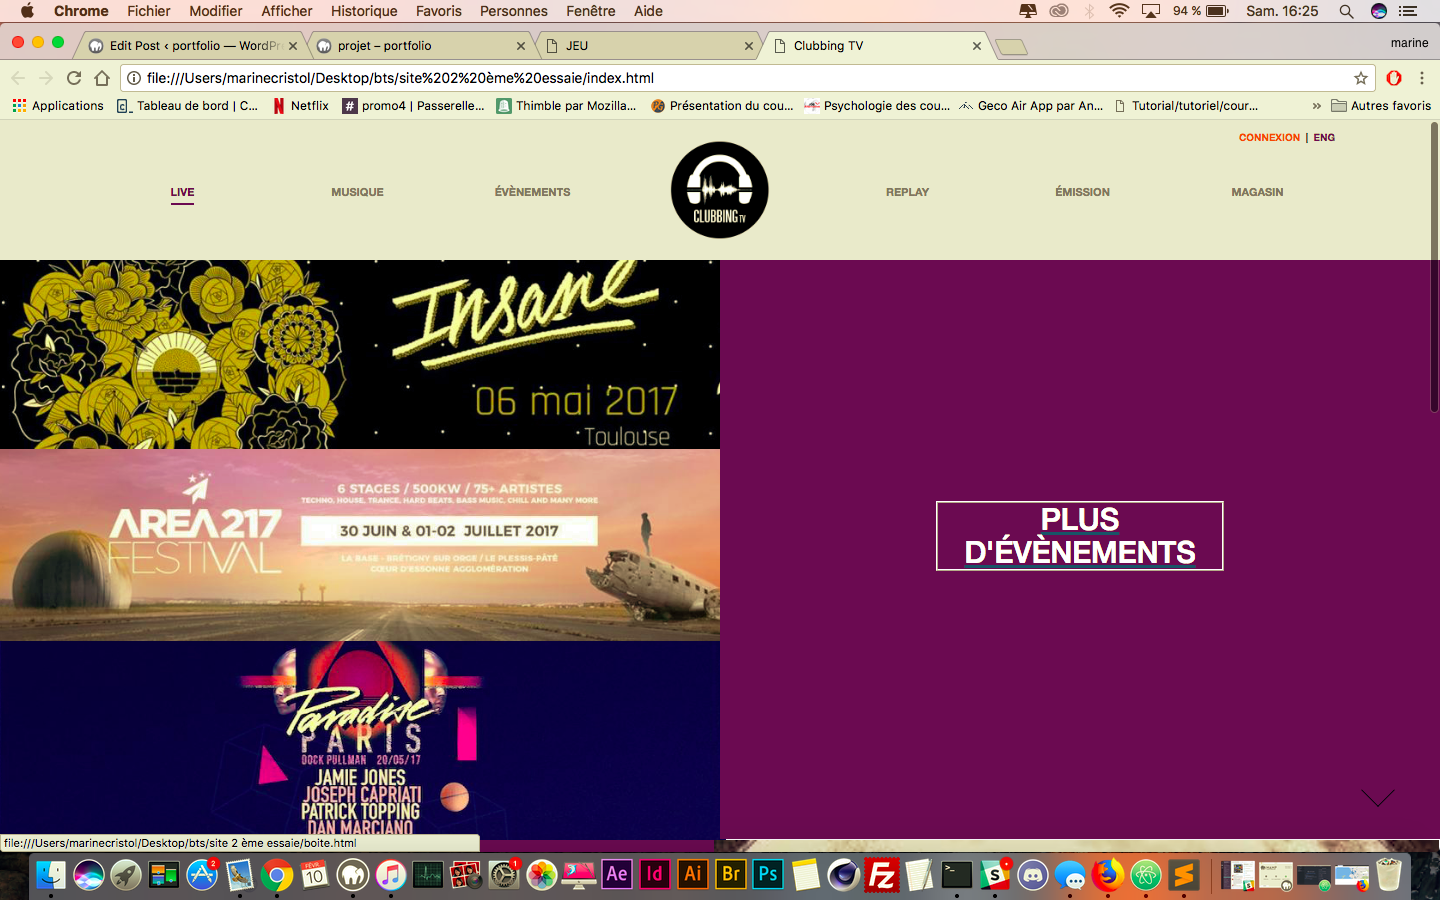 Chrome Fichier Modifier Afficher Historique Favoris Personnes Fenêtre Aide 94 % Sam. 16:25
Edit Post ‹ portfolio — WordPr
projet – portfolio
JEU
Clubbing TV
marine
file:///Users/marinecristol/Desktop/bts/site%202%20ème%20essaie/index.html
Applications
Tableau de bord | C...
Netflix
promo4 | Passerelle...
Thimble par Mozilla...
Présentation du cou...
Psychologie des cou...
Geco Air App par An...
Tutorial/tutoriel/cour...
»
Autres favoris
CONNEXION | ENG
LIVE MUSIQUE ÉVÈNEMENTS REPLAY ÉMISSION MAGASIN
CLUBBING TV
Insane
06 mai 2017
Toulouse
6 STAGES / 500KW / 75+ ARTISTES
TECHNO, HOUSE, TRANCE, HARD BEATS, BASS MUSIC, CHILL AND MANY MORE
AREA217
FESTIVAL
30 JUIN & 01-02 JUILLET 2017
LA BASE - BRÉTIGNY SUR ORGE / LE PLESSIS-PÂTÉ
CŒUR D'ESSONNE AGGLOMÉRATION
PLUS
D'ÉVÈNEMENTS
Paradise
PARIS
DOCK PULLMAN 20/05/17
JAMIE JONES
JOSEPH CAPRIATI
PATRICK TOPPING
DAN MARCIANO
file:///Users/marinecristol/Desktop/bts/site 2 ème essaie/boite.html
2
FÉVR.
10
1
Ae
Id
Ai
Br
Ps
Fz
S
S